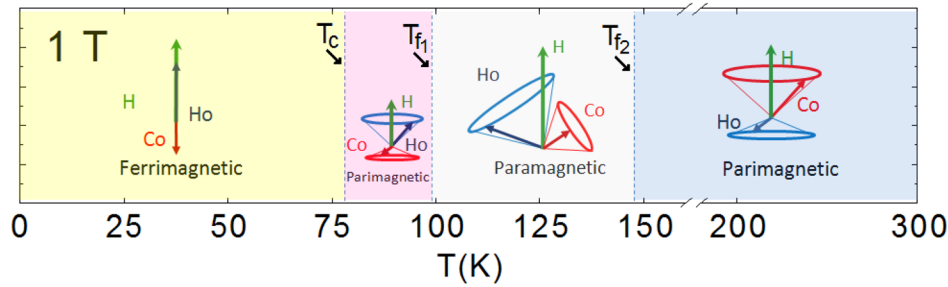 1 T
H
Ho
Co
Ferrimagnetic
Tc
H
Co
Ho
Parimagnetic
Tf1
H
Ho
Co
Paramagnetic
Tf2
H
Co
Ho
Parimagnetic
0 25 50 75 100 125 150 200 300
T(K)